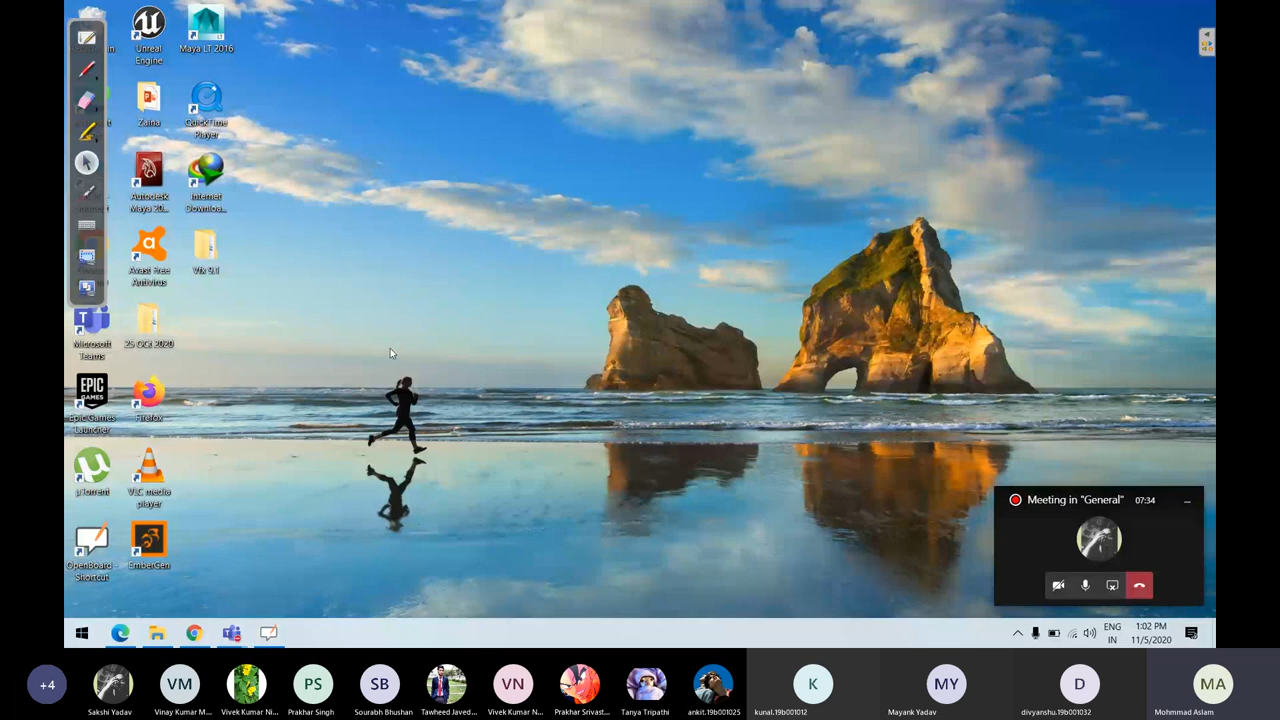 Unreal
Engine
Maya LT 2016
Zaina
QuickTime
Player
Autodesk
Maya 20...
Internet
Downloa...
Avast Free
Antivirus
Vfx 9.1
Microsoft
Teams
25 OCt 2020
EPIC
GAMES
Epic Games
Launcher
Firefox
µTorrent
VLC media
player
OpenBoard -
Shortcut
EmberGen
Meeting in "General" 07:34
ENG
IN
1:02 PM
11/5/2020
+4
VM
PS
SB
VN
K
MY
D
MA
Sakshi Yadav
Vinay Kumar M...
Vivek Kumar Ni...
Prakhar Singh
Sourabh Bhushan
Tawheed Javed...
Vivek Kumar N...
Prakhar Srivast...
Tanya Tripathi
ankit.19b001025
kunal.19b001012
Mayank Yadav
divyanshu.19b001032
Mohmmad Aslam